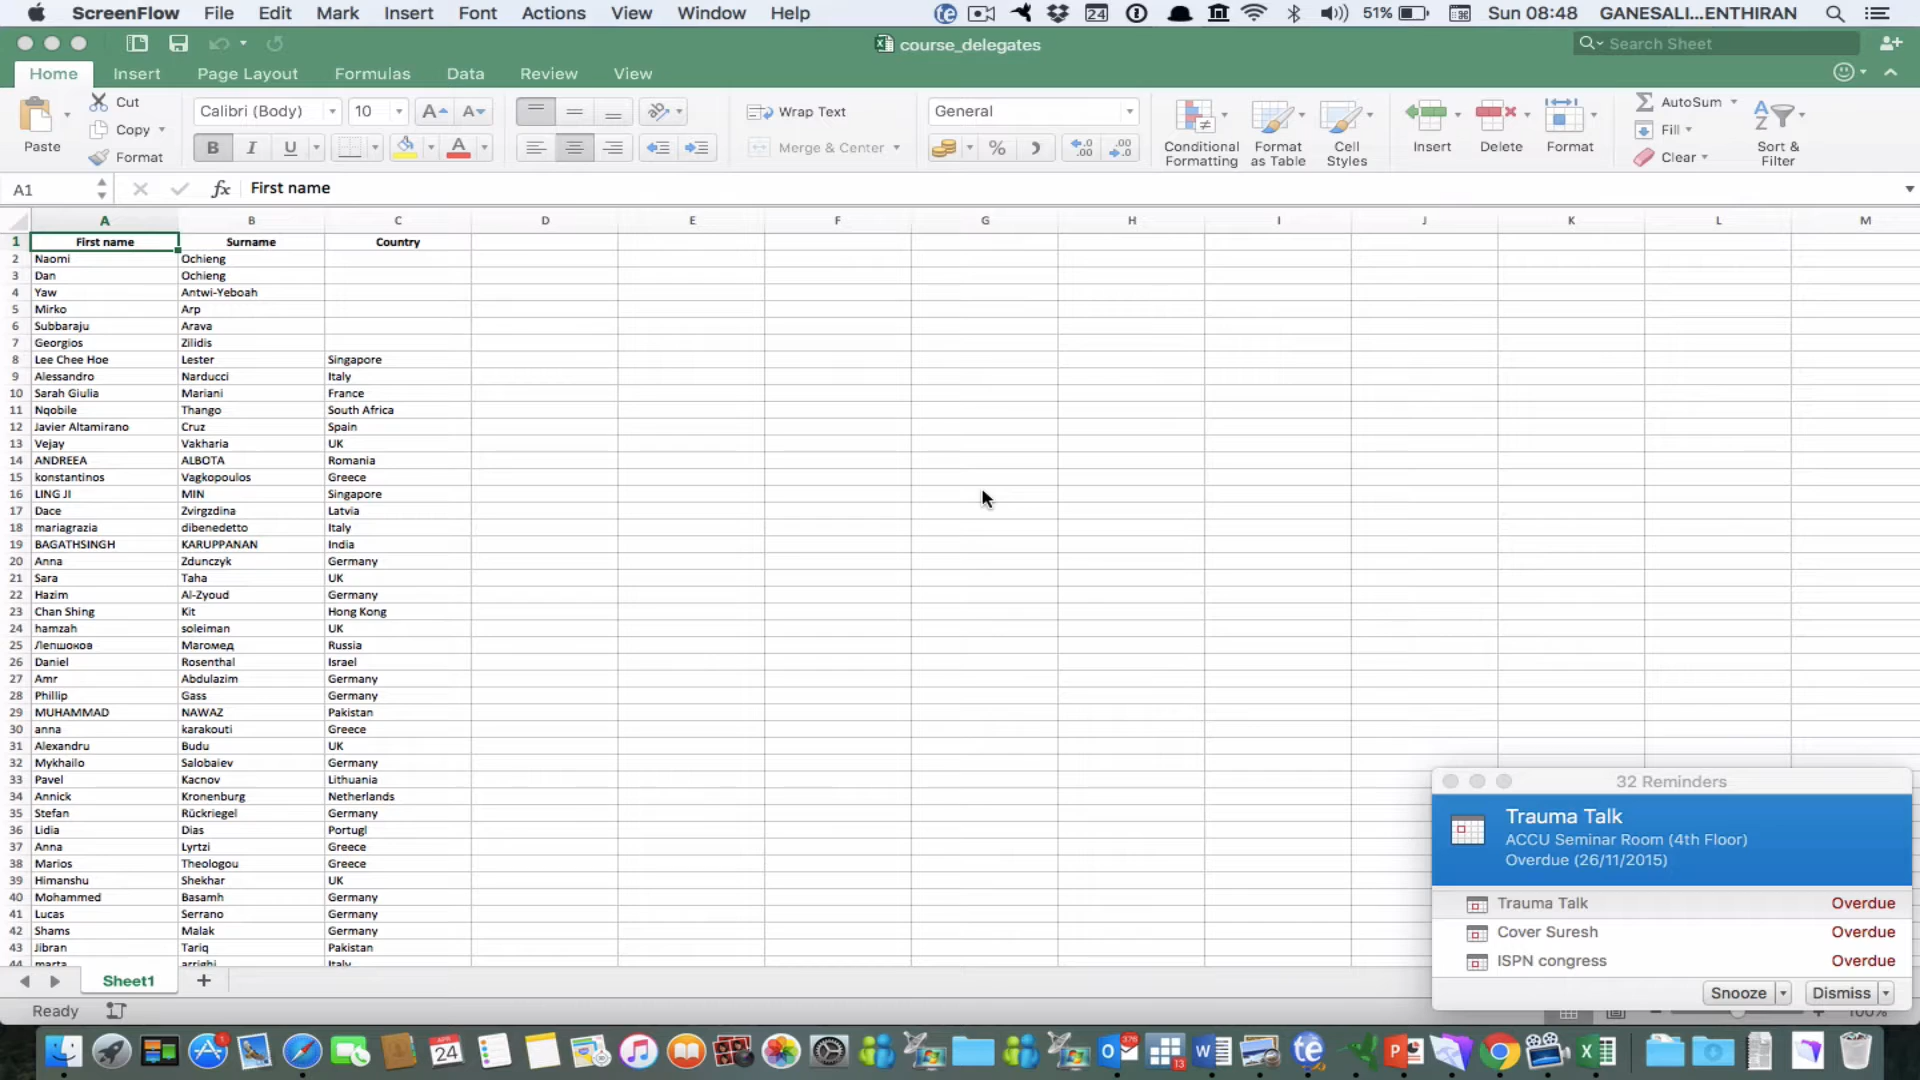 ScreenFlow File Edit Mark Insert Font Actions View Window Help 24 51% Sun 08:48 GANESALI...ENTHIRAN
course_delegates Search Sheet
Home Insert Page Layout Formulas Data Review View
Paste Cut Copy Format
Calibri (Body) 10
B I U
Wrap Text
Merge & Center
General
Conditional Formatting
Format as Table
Cell Styles
Insert Delete Format
AutoSum
Fill
Clear
Sort & Filter
A1 fx First name
A B C D E F G H I J K L M
1 First name Surname Country
2 Naomi Ochieng
3 Dan Ochieng
4 Yaw Antwi-Yeboah
5 Mirko Arp
6 Subbaraju Arava
7 Georgios Zilidis
8 Lee Chee Hoe Lester Singapore
9 Alessandro Narducci Italy
10 Sarah Giulia Mariani France
11 Nqobile Thango South Africa
12 Javier Altamirano Cruz Spain
13 Vejay Vakharia UK
14 ANDREEA ALBOTA Romania
15 konstantinos Vagkopoulos Greece
16 LING JI MIN Singapore
17 Dace Zvirgzdina Latvia
18 mariagrazia dibenedetto Italy
19 BAGATHSINGH KARUPPANAN India
20 Anna Zdunczyk Germany
21 Sara Taha UK
22 Hazim Al-Zyoud Germany
23 Chan Shing Kit Hong Kong
24 hamzah soleiman UK
25 Лепшоков Магомед Russia
26 Daniel Rosenthal Israel
27 Amr Abdulazim Germany
28 Phillip Gass Germany
29 MUHAMMAD NAWAZ Pakistan
30 anna karakouti Greece
31 Alexandru Budu UK
32 Mykhailo Salobaiev Germany
33 Pavel Kacnov Lithuania
34 Annick Kronenburg Netherlands
35 Stefan Rückriegel Germany
36 Lidia Dias Portugl
37 Anna Lyrtzi Greece
38 Marios Theologou Greece
39 Himanshu Shekhar UK
40 Mohammed Basamh Germany
41 Lucas Serrano Germany
42 Shams Malak Germany
43 Jibran Tariq Pakistan
44 marta arrighi Italy
32 Reminders
Trauma Talk
ACCU Seminar Room (4th Floor)
Overdue (26/11/2015)
Trauma Talk Overdue
Cover Suresh Overdue
ISPN congress Overdue
Snooze Dismiss
Sheet1
Ready 100%